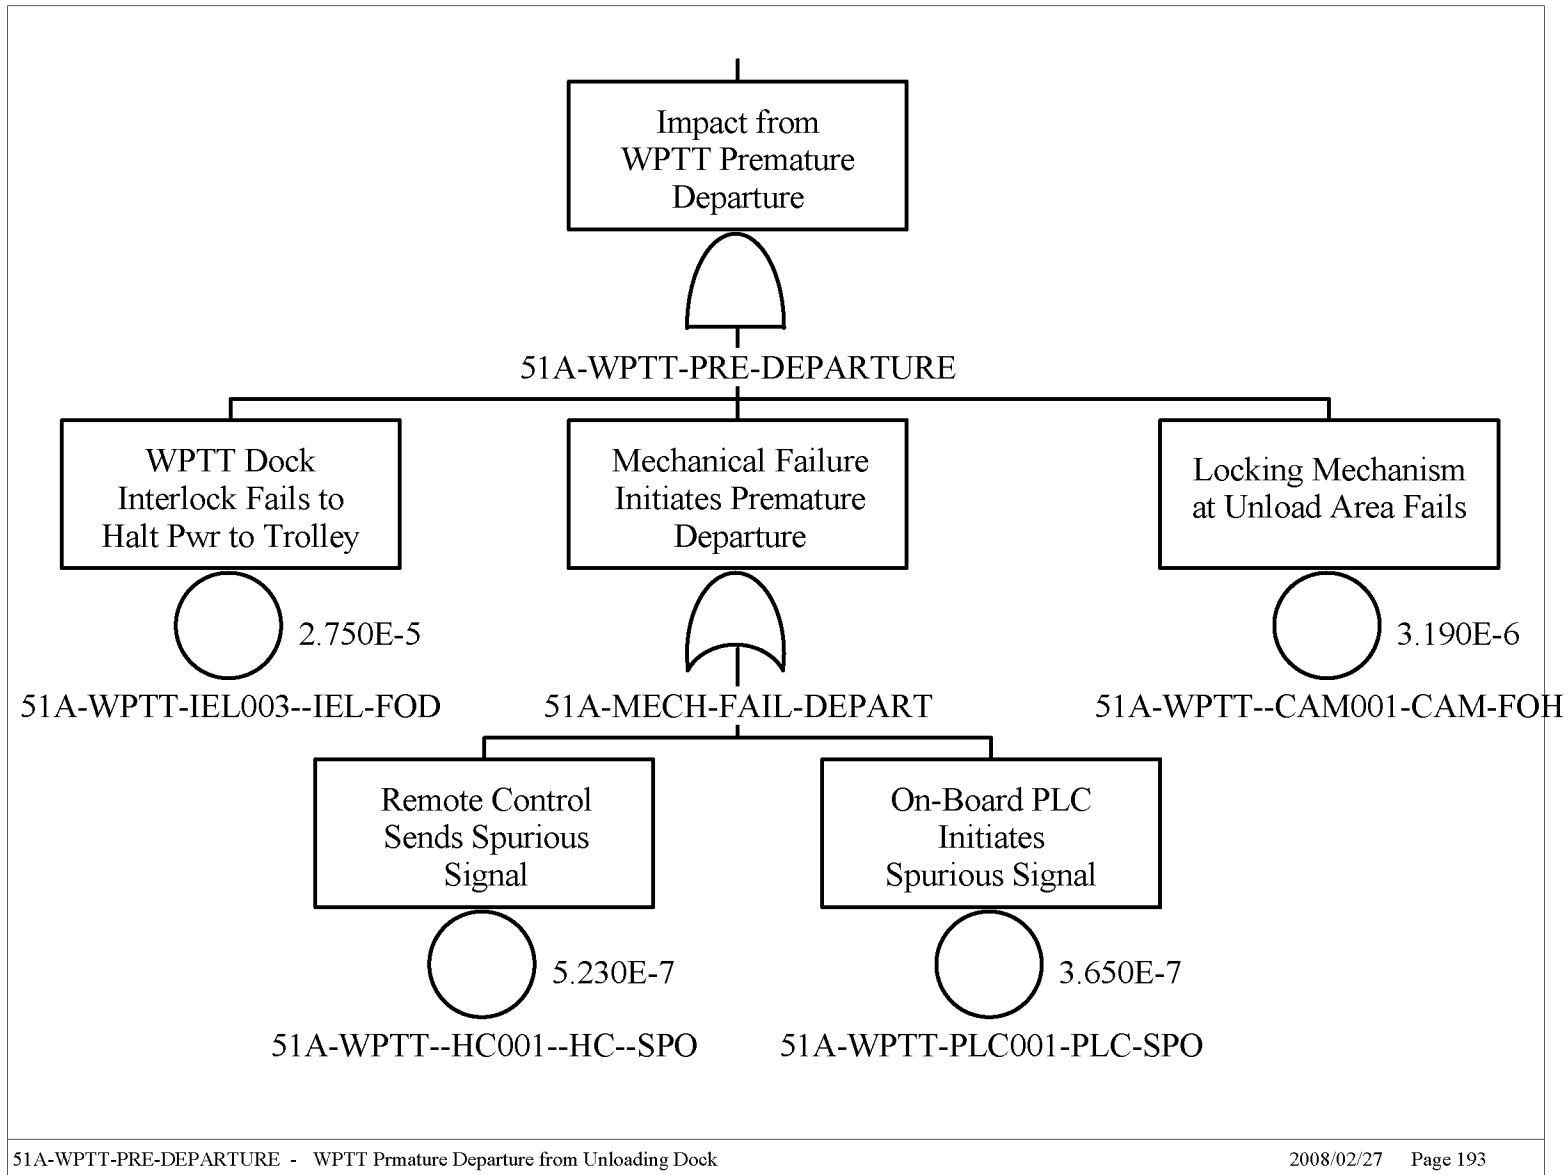 Impact from
WPTT Premature
Departure
51A-WPTT-PRE-DEPARTURE
WPTT Dock
Interlock Fails to
Halt Pwr to Trolley
2.750E-5
51A-WPTT-IEL003--IEL-FOD
Mechanical Failure
Initiates Premature
Departure
51A-MECH-FAIL-DEPART
Locking Mechanism
at Unload Area Fails
3.190E-6
51A-WPTT--CAM001-CAM-FOH
Remote Control
Sends Spurious
Signal
5.230E-7
51A-WPTT--HC001--HC--SPO
On-Board PLC
Initiates
Spurious Signal
3.650E-7
51A-WPTT-PLC001-PLC-SPO
51A-WPTT-PRE-DEPARTURE - WPTT Prmature Departure from Unloading Dock 2008/02/27 Page 193